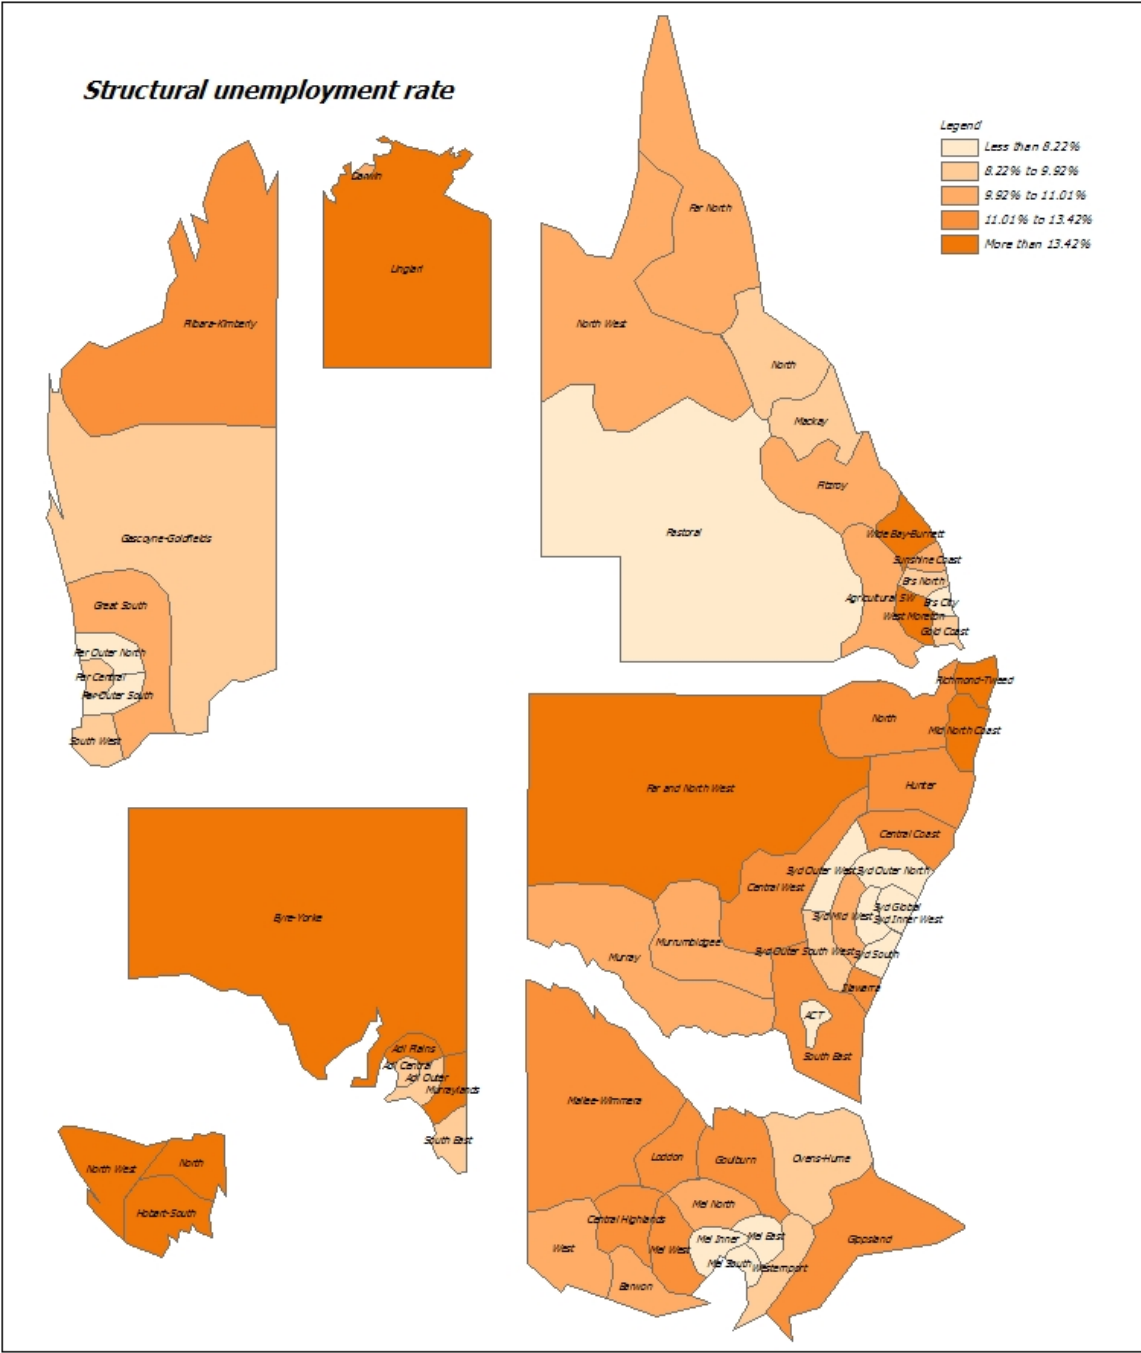 Structural unemployment rate
Legend
Less than 8.22%
8.22% to 9.92%
9.92% to 11.01%
11.01% to 13.42%
More than 13.42%
Darwin
Lingiari
Pilbara-Kimberly
Gascoyne-Goldfields
Great South
Per Outer North
Per Central
Per Outer South
South West
Far North
North West
North
Mackay
Fitzroy
Pastoral
Wide Bay-Burnett
Sunshine Coast
Brs North
Agricultural SW
Brs City
West Moreton
Gold Coast
Richmond-Tweed
North
Mid North Coast
Far and North West
Hunter
Central Coast
Syd Outer West
Syd Outer North
Central West
Syd Global
Syd Mid West
Syd Inner West
Murrumbidgee
Syd Outer South West
Syd South
Murray
Illawarra
ACT
South East
Eyre-Yorke
Adl Plains
Adl Central
Adl Outer
Murraylands
South East
North West
North
Hobart-South
Mallee-Wimmera
Loddon
Goulburn
Ovens-Hume
Mel North
Central Highlands
Mel Inner
Mel East
Gippsland
West
Mel West
Mel South
Westernport
Barwon